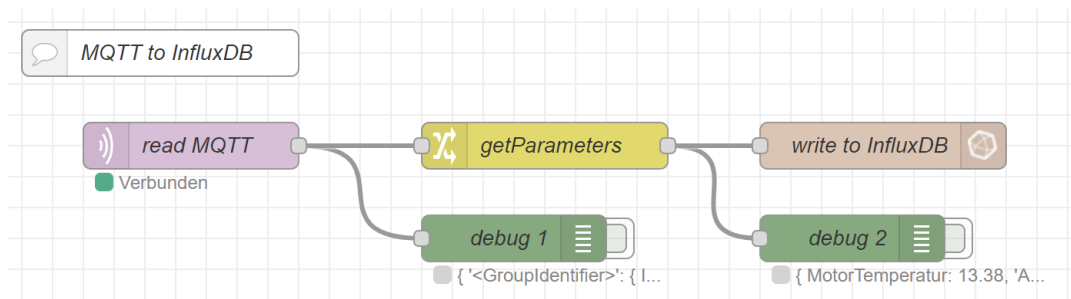 MQTT to InfluxDB
read MQTT
getParameters
write to InfluxDB
Verbunden
debug 1
debug 2
{ '<GroupIdentifier>': { I...
{ MotorTemperatur: 13.38, 'A...